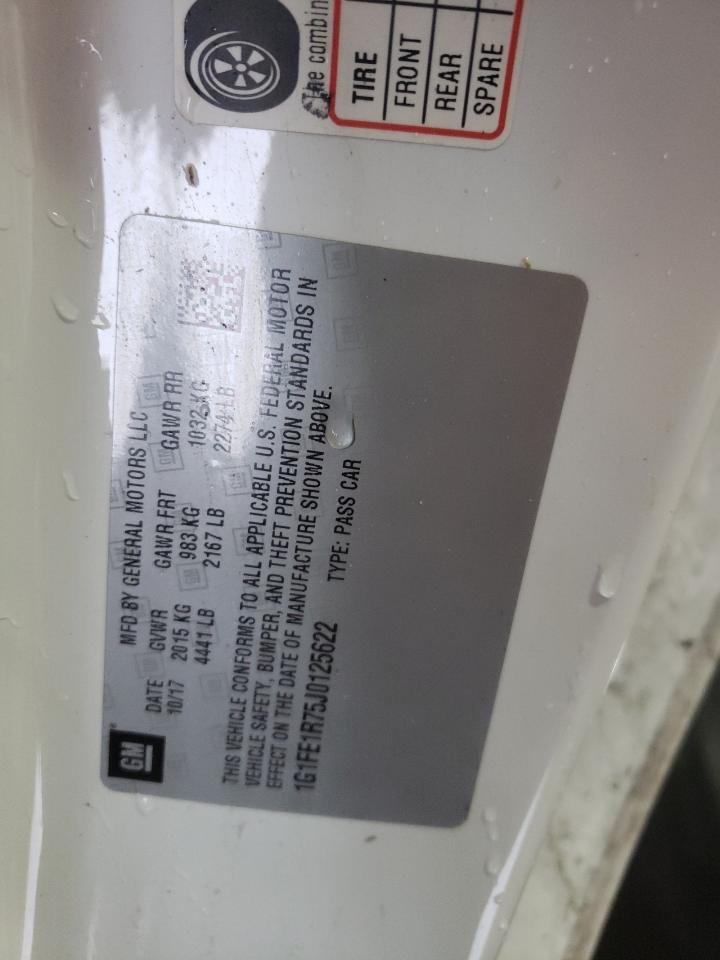 The combin
TIRE
FRONT
REAR
SPARE
GM
MFD BY GENERAL MOTORS LLC
DATE GVWR GAWR FRT GAWR RR
10/17 2015 KG 983 KG 1032 KG
4441 LB 2167 LB 2274 LB
THIS VEHICLE CONFORMS TO ALL APPLICABLE U.S. FEDERAL MOTOR
VEHICLE SAFETY, BUMPER, AND THEFT PREVENTION STANDARDS IN
EFFECT ON THE DATE OF MANUFACTURE SHOWN ABOVE.
1G1FE1R75J0125622 TYPE: PASS CAR